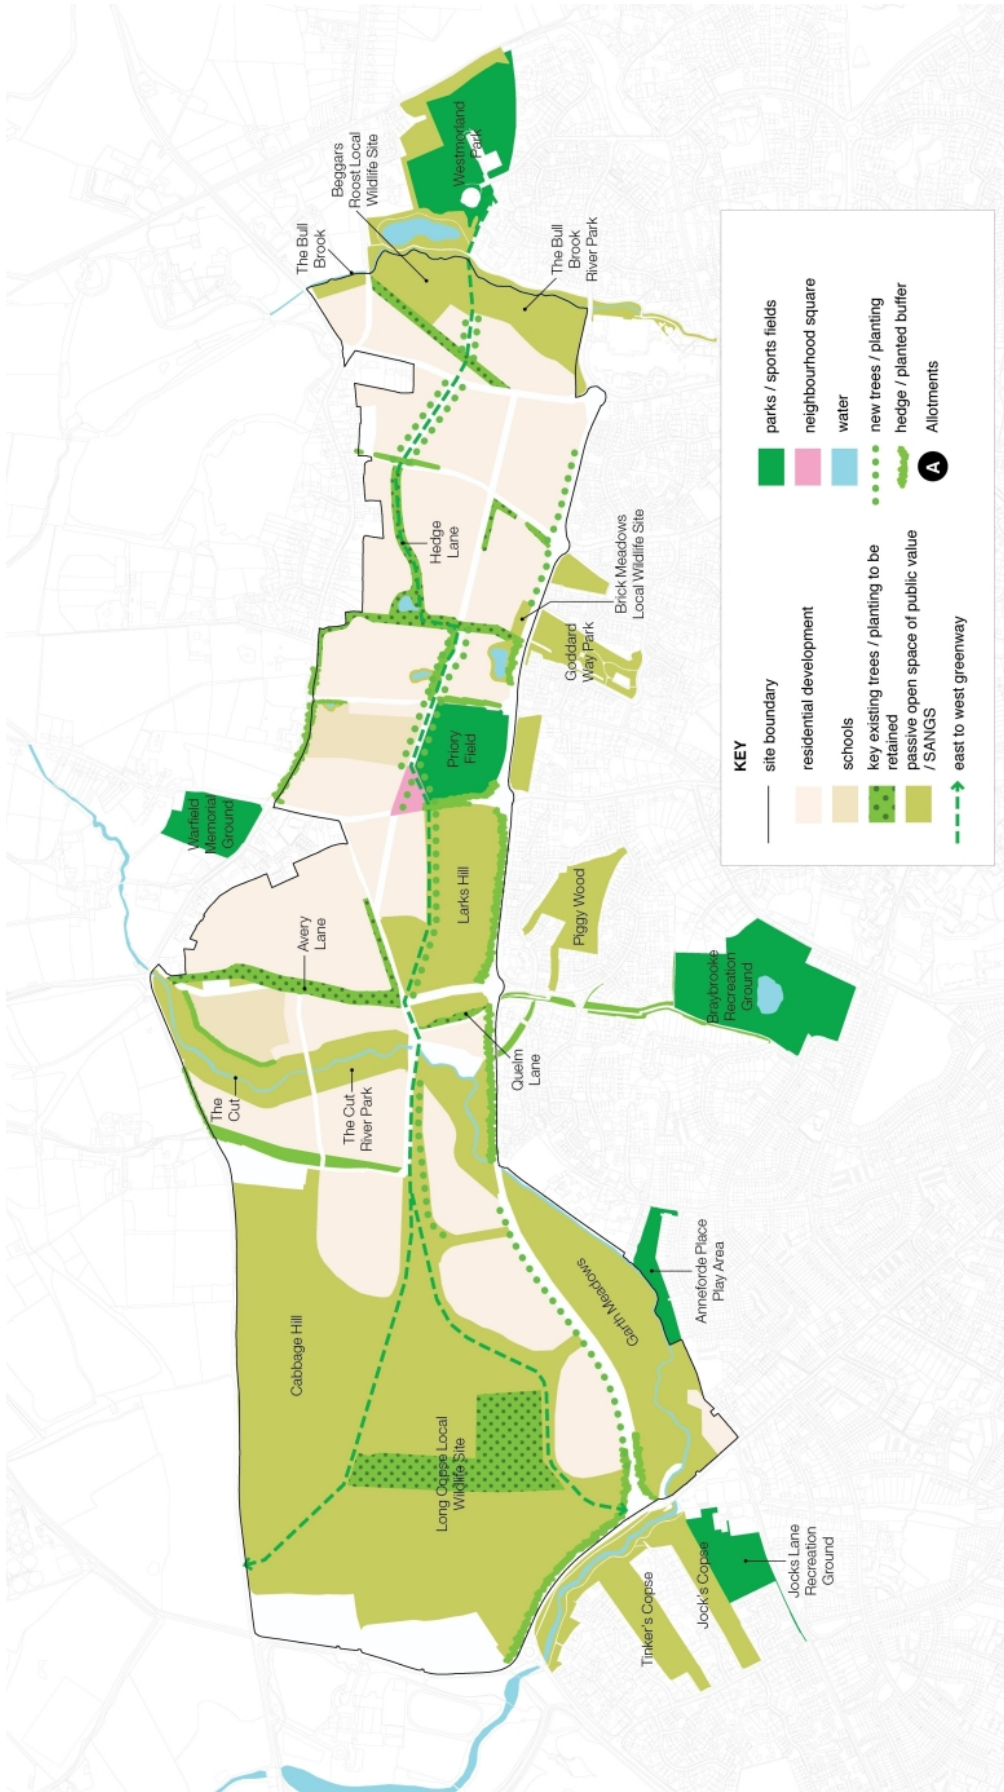 Tinker's Copse
Jock's Copse
Jocks Lane
Recreation
Ground
Long Copse Local
Wildlife Site
Cabbage Hill
Garth Meadows
Anneforde Place
Play Area
The
Cut
The Cut
River Park
Quelm
Lane
Avery
Lane
Braybrooke
Recreation
Ground
Piggy Wood
Larks Hill
Warfield
Memorial
Ground
Priory
Field
Goddard
Way Park
Brick Meadows
Local Wildlife Site
Hedge
Lane
The Bull
Brook
The Bull
Brook
River Park
Beggars
Roost Local
Wildlife Site
Westmorland
Park
KEY
site boundary
residential development
schools
key existing trees / planting to be
retained
passive open space of public value
/ SANGS
east to west greenway
parks / sports fields
neighbourhood square
water
new trees / planting
hedge / planted buffer
A
Allotments